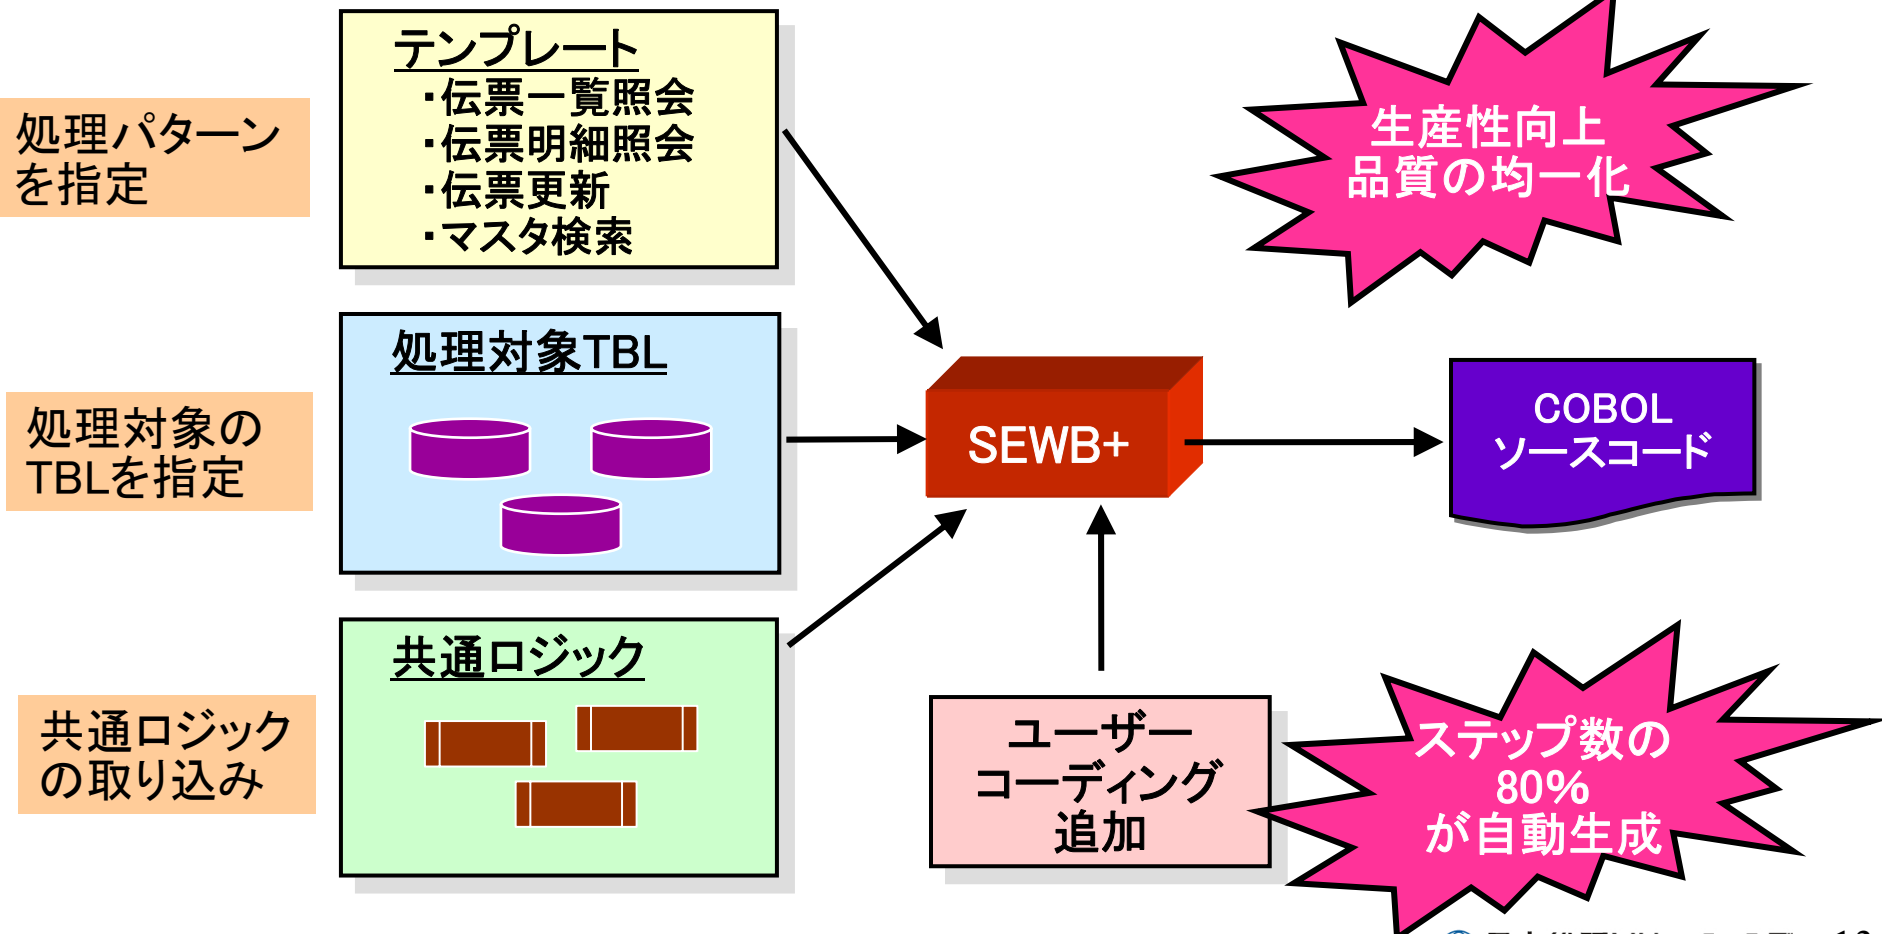 処理パターン
を指定
テンプレート
・伝票一覧照会
・伝票明細照会
・伝票更新
・マスタ検索
生産性向上
品質の均一化
処理対象の
TBLを指定
処理対象TBL
SEWB+
COBOL
ソースコード
共通ロジック
の取り込み
共通ロジック
ユーザー
コーディング
追加
ステップ数の
80%
が自動生成